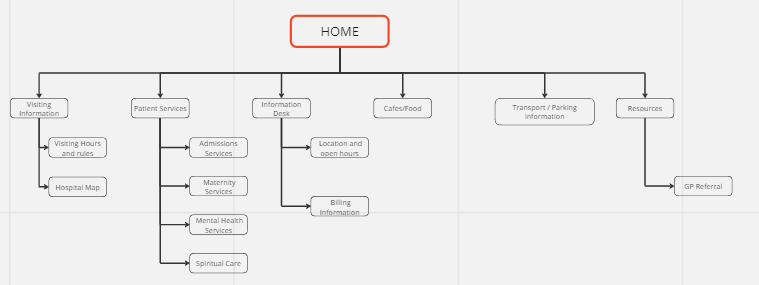 HOME
Visiting
Information
Patient Services
Information
Desk
Cafes/Food
Transport / Parking
information
Resources
Visiting Hours
and rules
Hospital Map
Admissions
Services
Maternity
Services
Mental Health
Services
Spiritual Care
Location and
open hours
Billing
Information
GP Referral